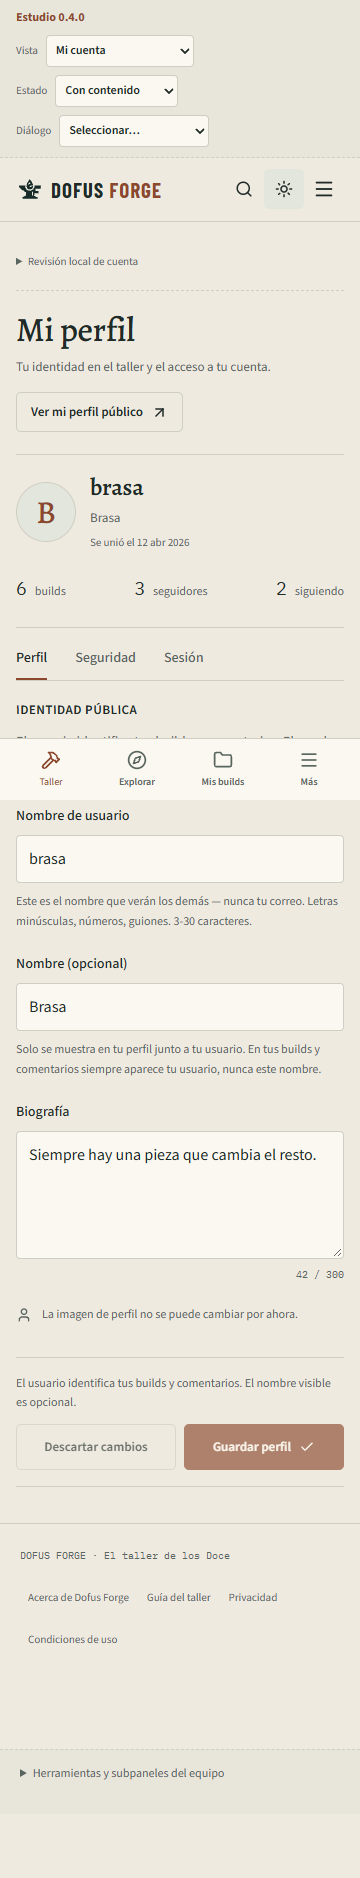 Estudio 0.4.0
Vista Mi cuenta
Estado Con contenido
Diálogo Seleccionar...
DOFUS FORGE
Revisión local de cuenta
Mi perfil
Tu identidad en el taller y el acceso a tu cuenta.
Ver mi perfil público
B
brasa
Brasa
Se unió el 12 abr 2026
6 builds 3 seguidores 2 siguiendo
Perfil Seguridad Sesión
IDENTIDAD PÚBLICA
Taller Explorar Mis builds Más
Nombre de usuario
brasa
Este es el nombre que verán los demás — nunca tu correo. Letras
minúsculas, números, guiones. 3-30 caracteres.
Nombre (opcional)
Brasa
Solo se muestra en tu perfil junto a tu usuario. En tus builds y
comentarios siempre aparece tu usuario, nunca este nombre.
Biografía
Siempre hay una pieza que cambia el resto.
42 / 300
La imagen de perfil no se puede cambiar por ahora.
El usuario identifica tus builds y comentarios. El nombre visible
es opcional.
Descartar cambios Guardar perfil
DOFUS FORGE · El taller de los Doce
Acerca de Dofus Forge Guía del taller Privacidad
Condiciones de uso
Herramientas y subpaneles del equipo